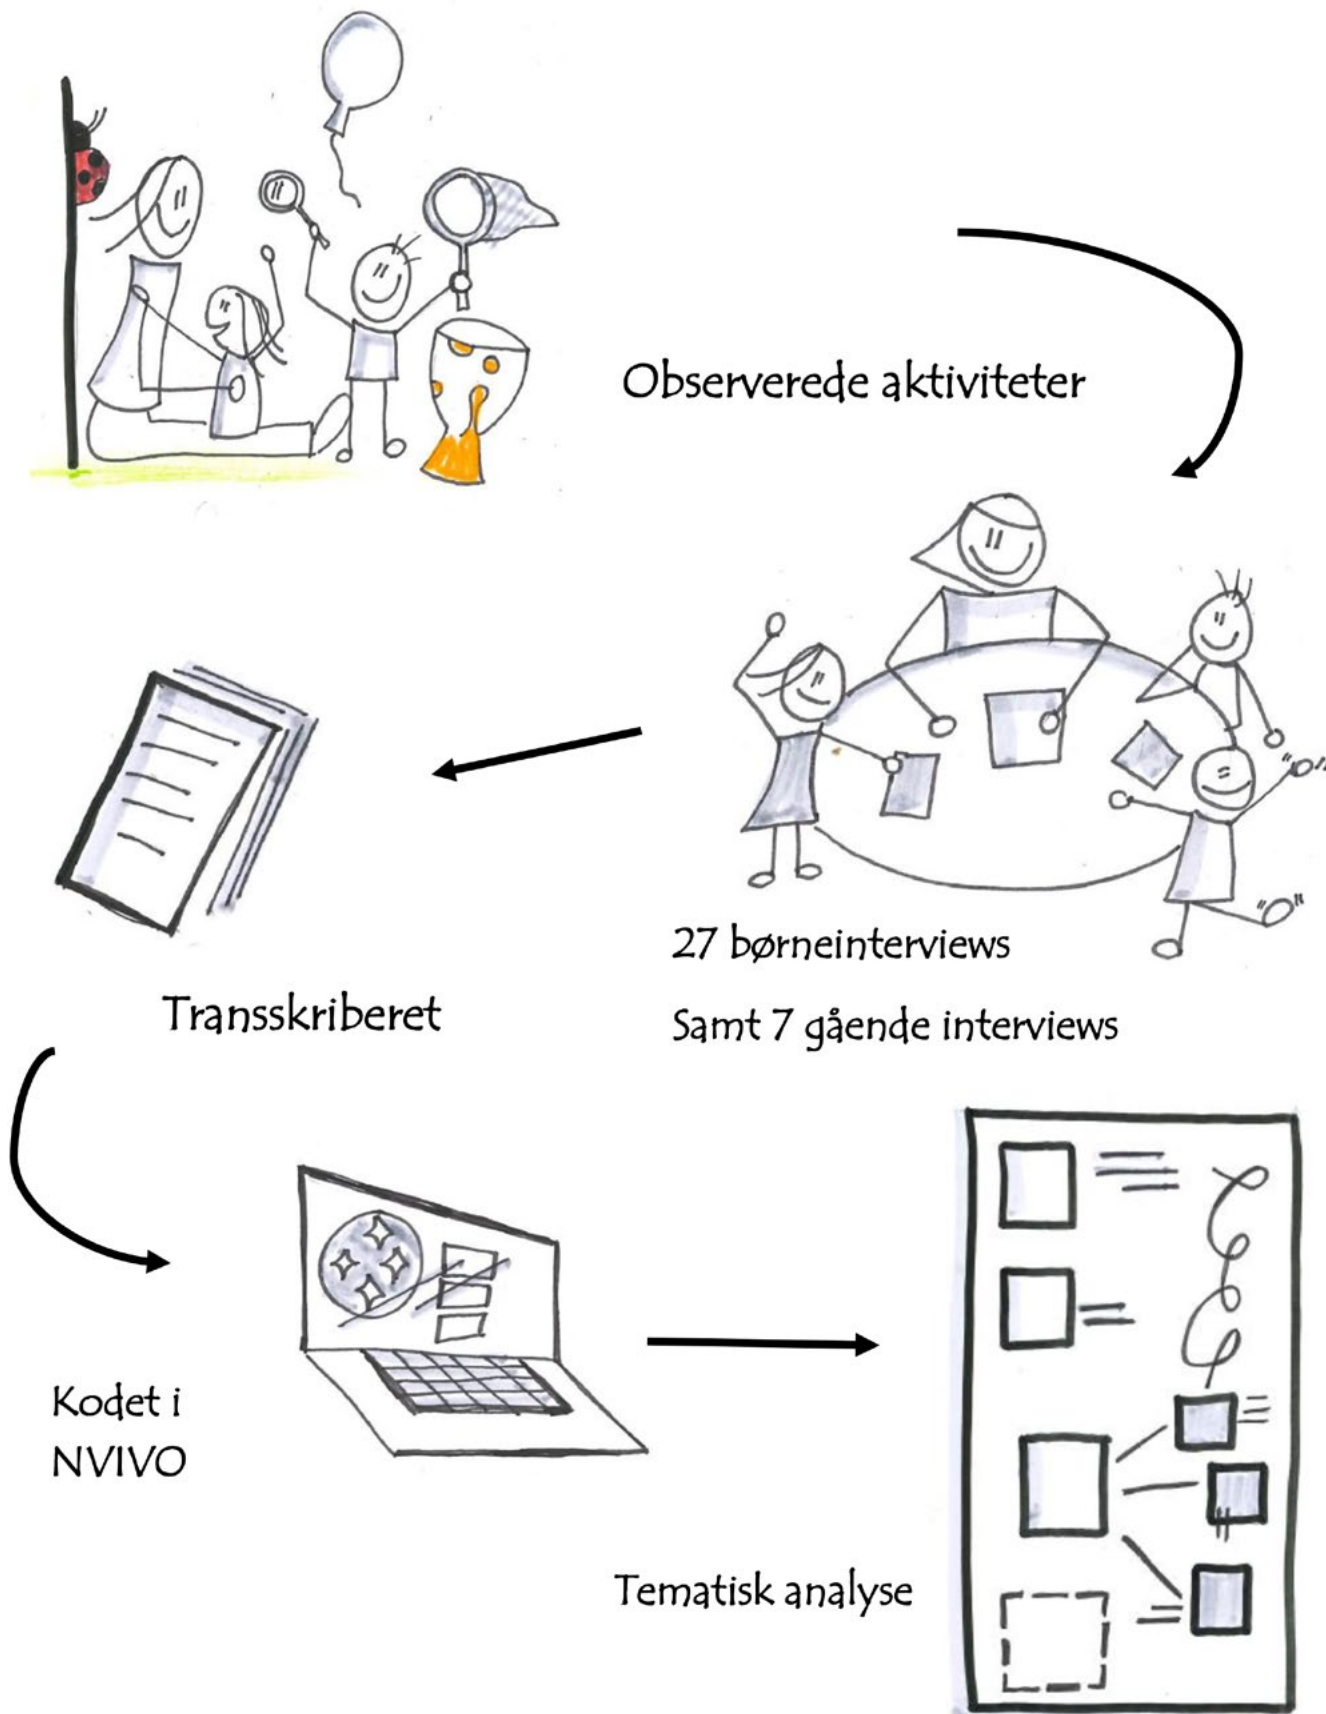 Observerede aktiviteter
27 børneinterviews
Samt 7 gående interviews
Transskriberet
Kodet i
NVIVO
Tematisk analyse